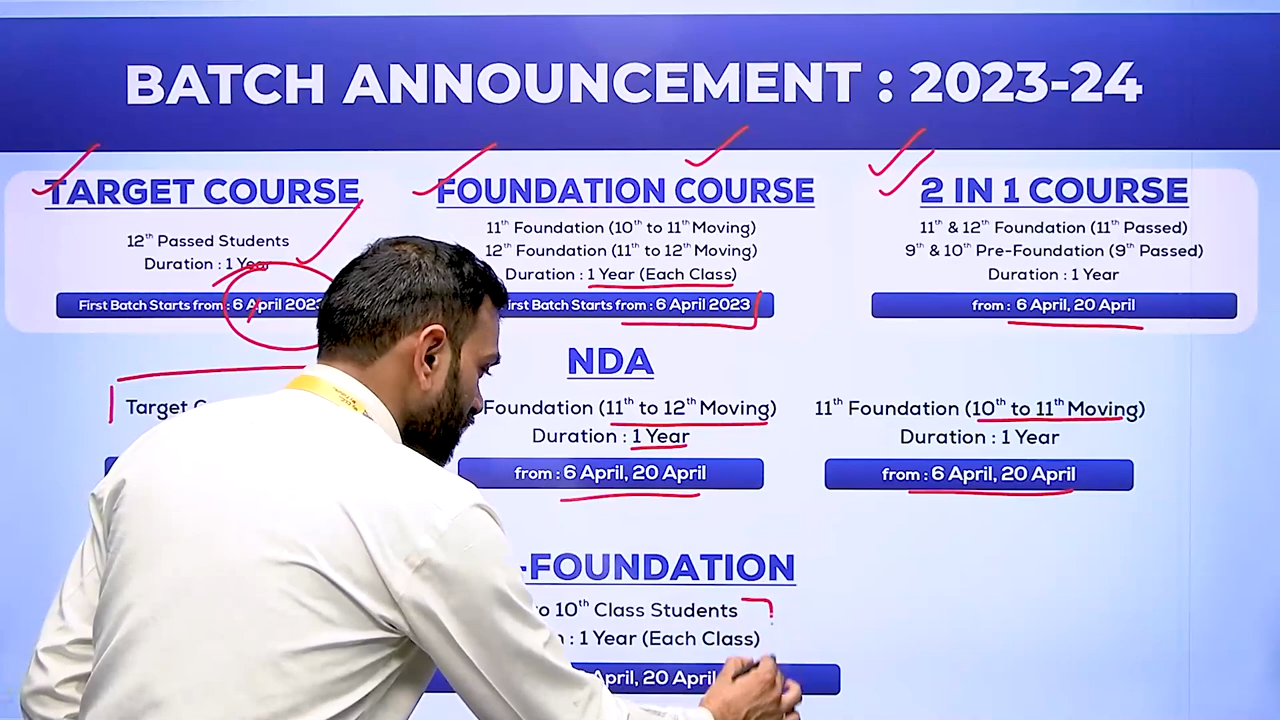 BATCH ANNOUNCEMENT : 2023-24
TARGET COURSE
12th Passed Students
Duration : 1 Year
First Batch Starts from : 6 April 2023
FOUNDATION COURSE
11th Foundation (10th to 11th Moving)
12th Foundation (11th to 12th Moving)
Duration : 1 Year (Each Class)
irst Batch Starts from : 6 April 2023
2 IN 1 COURSE
11th & 12th Foundation (11th Passed)
9th & 10th Pre-Foundation (9th Passed)
Duration : 1 Year
from : 6 April, 20 April
NDA
Target
Foundation (11th to 12th Moving)
Duration : 1 Year
from : 6 April, 20 April
11th Foundation (10th to 11th Moving)
Duration : 1 Year
from : 6 April, 20 April
-FOUNDATION
to 10th Class Students
: 1 Year (Each Class)
April, 20 April